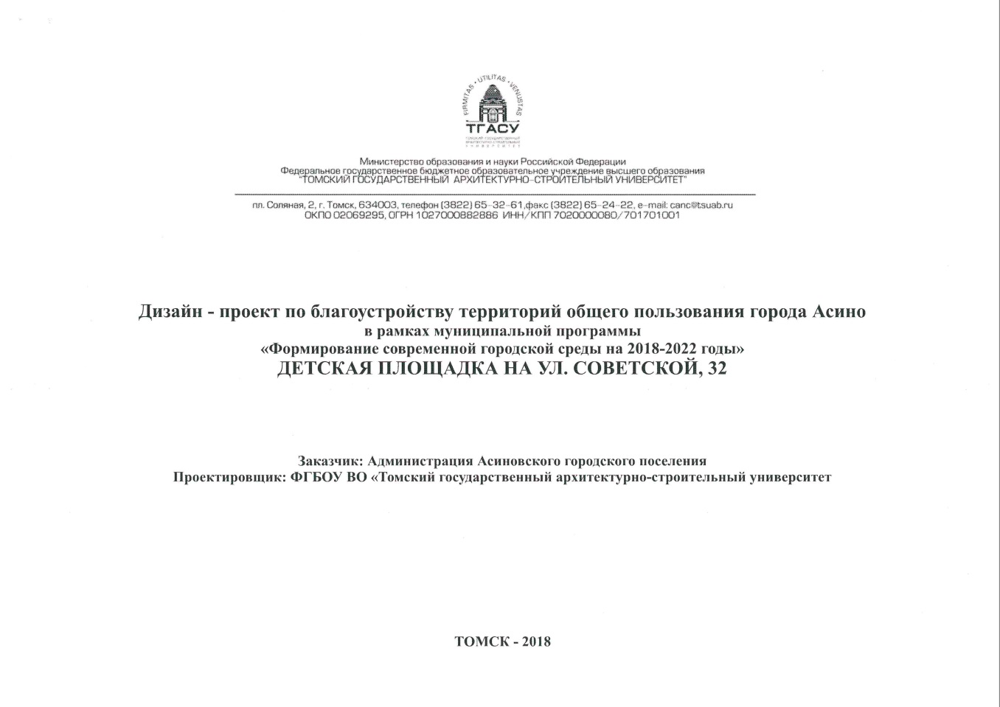 FIRMITAS • UTILITAS • VENUSTAS
ТГАСУ
ТОМСКИЙ ГОСУДАРСТВЕННЫЙ
АРХИТЕКТУРНО-СТРОИТЕЛЬНЫЙ
УНИВЕРСИТЕТ
Министерство образования и науки Российской Федерации
Федеральное государственное бюджетное образовательное учреждение высшего образования
"ТОМСКИЙ ГОСУДАРСТВЕННЫЙ АРХИТЕКТУРНО-СТРОИТЕЛЬНЫЙ УНИВЕРСИТЕТ"
пл. Соляная, 2, г. Томск, 634003, телефон (3822) 65-32-61,факс (3822) 65-24-22, e-mail: canc@tsuab.ru
ОКПО 02069295, ОГРН 1027000882886 ИНН/КПП 7020000080/701701001
Дизайн - проект по благоустройству территорий общего пользования города Асино
в рамках муниципальной программы
«Формирование современной городской среды на 2018-2022 годы»
ДЕТСКАЯ ПЛОЩАДКА НА УЛ. СОВЕТСКОЙ, 32
Заказчик: Администрация Асиновского городского поселения
Проектировщик: ФГБОУ ВО «Томский государственный архитектурно-строительный университет
ТОМСК - 2018